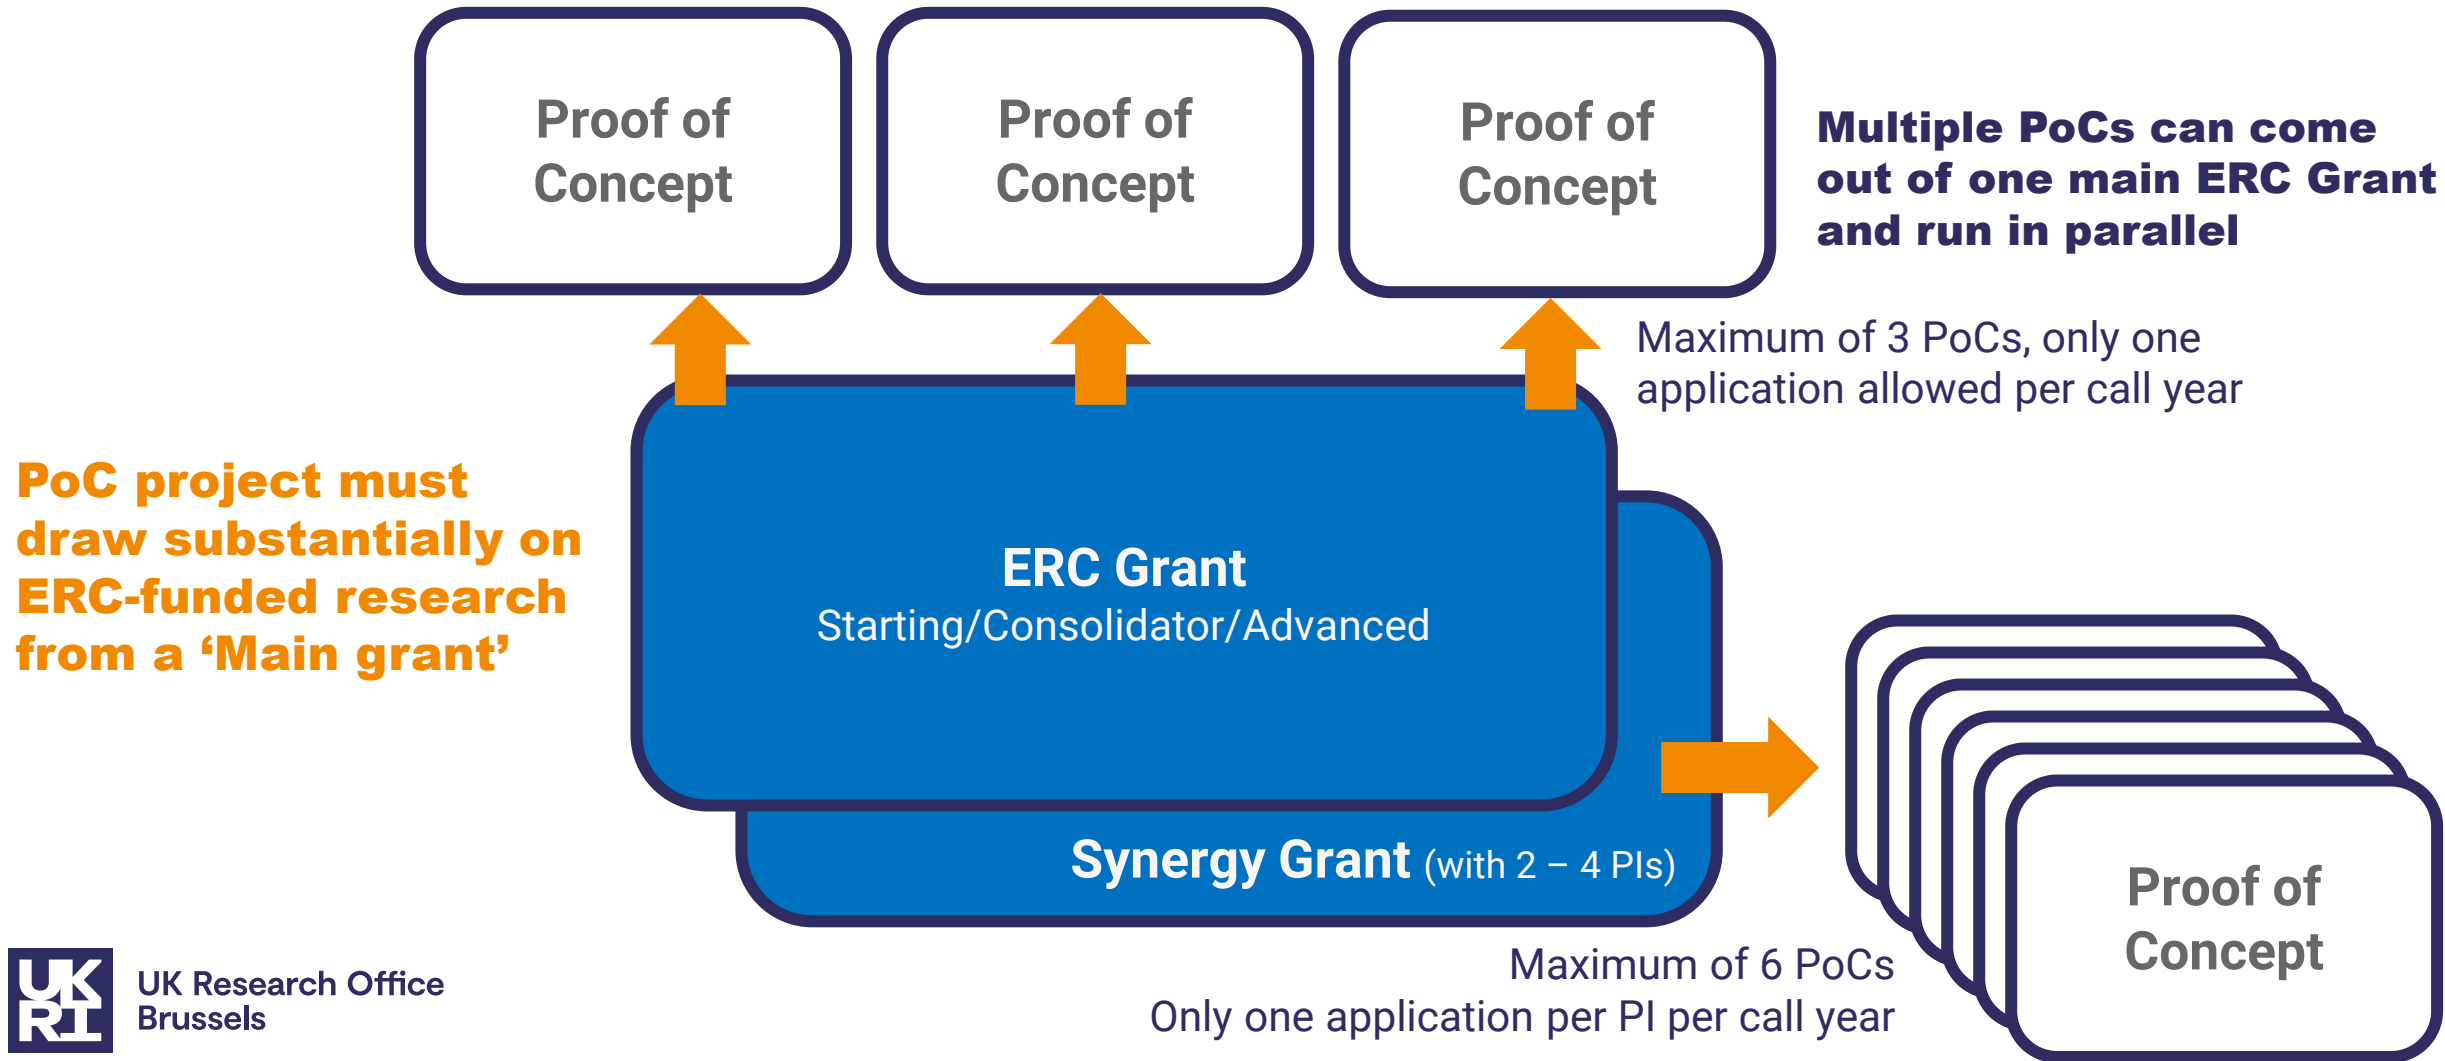 Proof of
Concept
Proof of
Concept
Proof of
Concept
Multiple PoCs can come
out of one main ERC Grant
and run in parallel
Maximum of 3 PoCs, only one
application allowed per call year
PoC project must
draw substantially on
ERC-funded research
from a ‘Main grant’
ERC Grant
Starting/Consolidator/Advanced
Synergy Grant (with 2 – 4 PIs)
Proof of
Concept
Maximum of 6 PoCs
Only one application per PI per call year
UK
RI
UK Research Office
Brussels